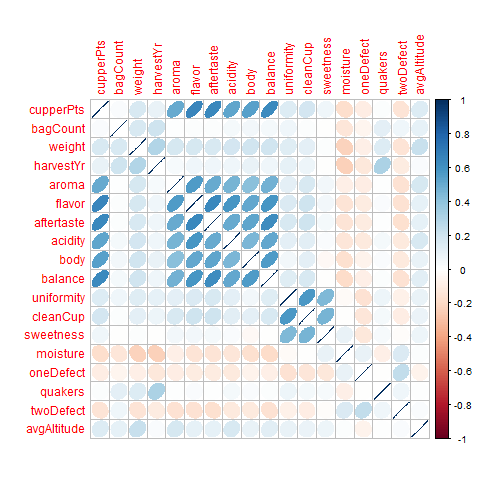 cupperPts
bagCount
weight
harvestYr
aroma
flavor
aftertaste
acidity
body
balance
uniformity
cleanCup
sweetness
moisture
oneDefect
quakers
twoDefect
avgAltitude
cupperPts
bagCount
weight
harvestYr
aroma
flavor
aftertaste
acidity
body
balance
uniformity
cleanCup
sweetness
moisture
oneDefect
quakers
twoDefect
avgAltitude
1
0.8
0.6
0.4
0.2
0
-0.2
-0.4
-0.6
-0.8
-1